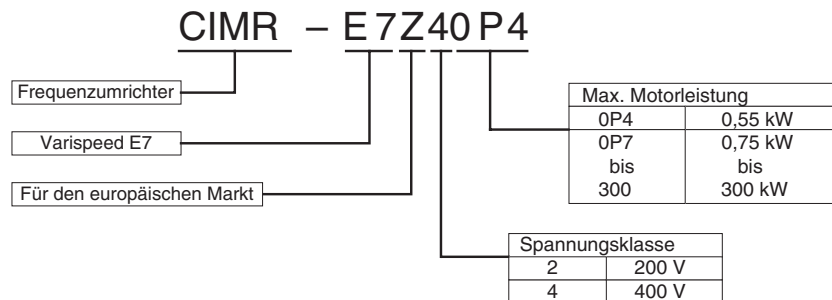 CIMR – E7Z40P4
Frequenzumrichter
Varispeed E7
Für den europäischen Markt
Max. Motorleistung
0P4 0,55 kW
0P7 0,75 kW
bis bis
300 300 kW
Spannungsklasse
2 200 V
4 400 V